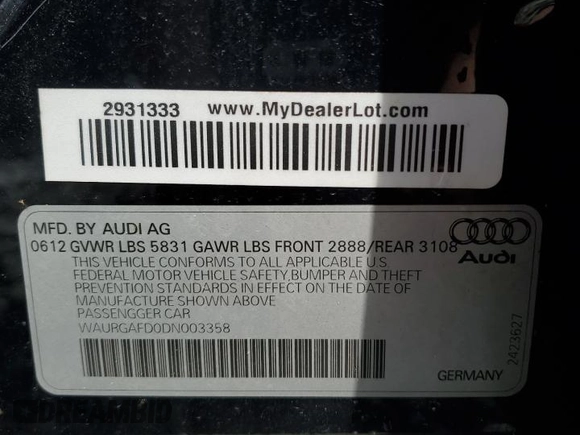 2931333 www.MyDealerLot.com
MFD. BY AUDI AG
0612 GVWR LBS 5831 GAWR LBS FRONT 2888/REAR 3108
THIS VEHICLE CONFORMS TO ALL APPLICABLE U.S.
FEDERAL MOTOR VEHICLE SAFETY,BUMPER AND THEFT
PREVENTION STANDARDS IN EFFECT ON THE DATE OF
MANUFACTURE SHOWN ABOVE
PASSENGGER CAR
WAURGAFD0DN003358
Audi
2423627
GERMANY
DREAMBID